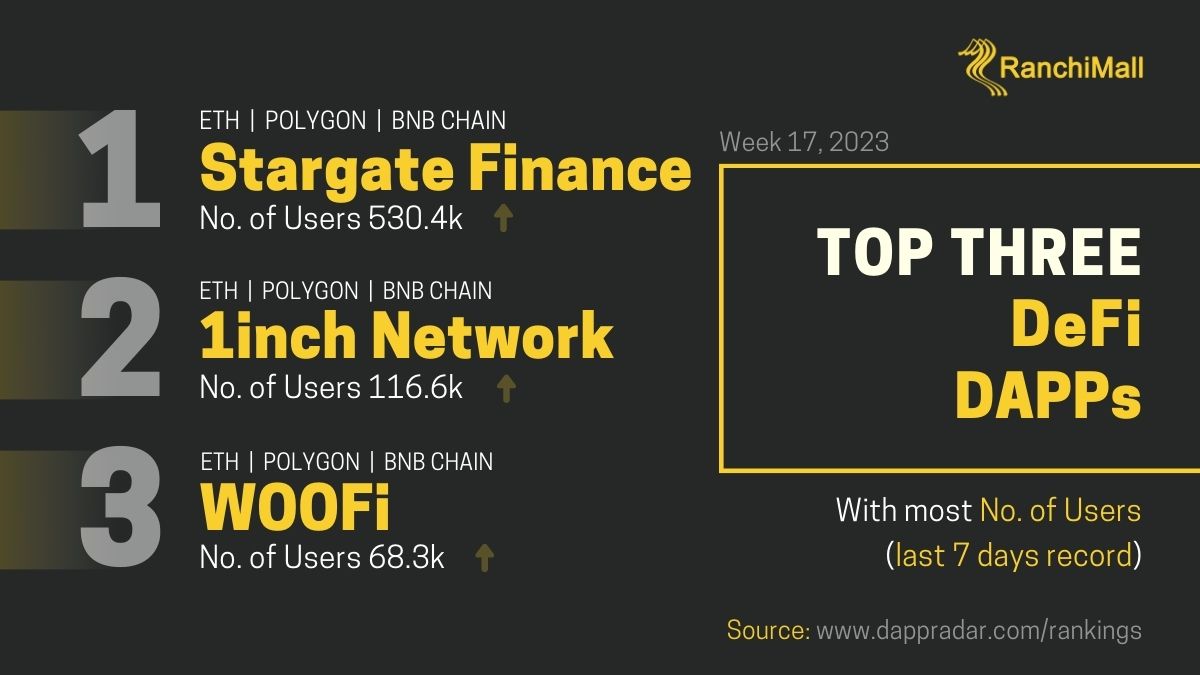 RanchiMall
1
ETH | POLYGON | BNB CHAIN
Stargate Finance
No. of Users 530.4k
2
ETH | POLYGON | BNB CHAIN
1inch Network
No. of Users 116.6k
3
ETH | POLYGON | BNB CHAIN
WOOFi
No. of Users 68.3k
Week 17, 2023
TOP THREE
DeFi
DAPPs
With most No. of Users
(last 7 days record)
Source: www.dappradar.com/rankings